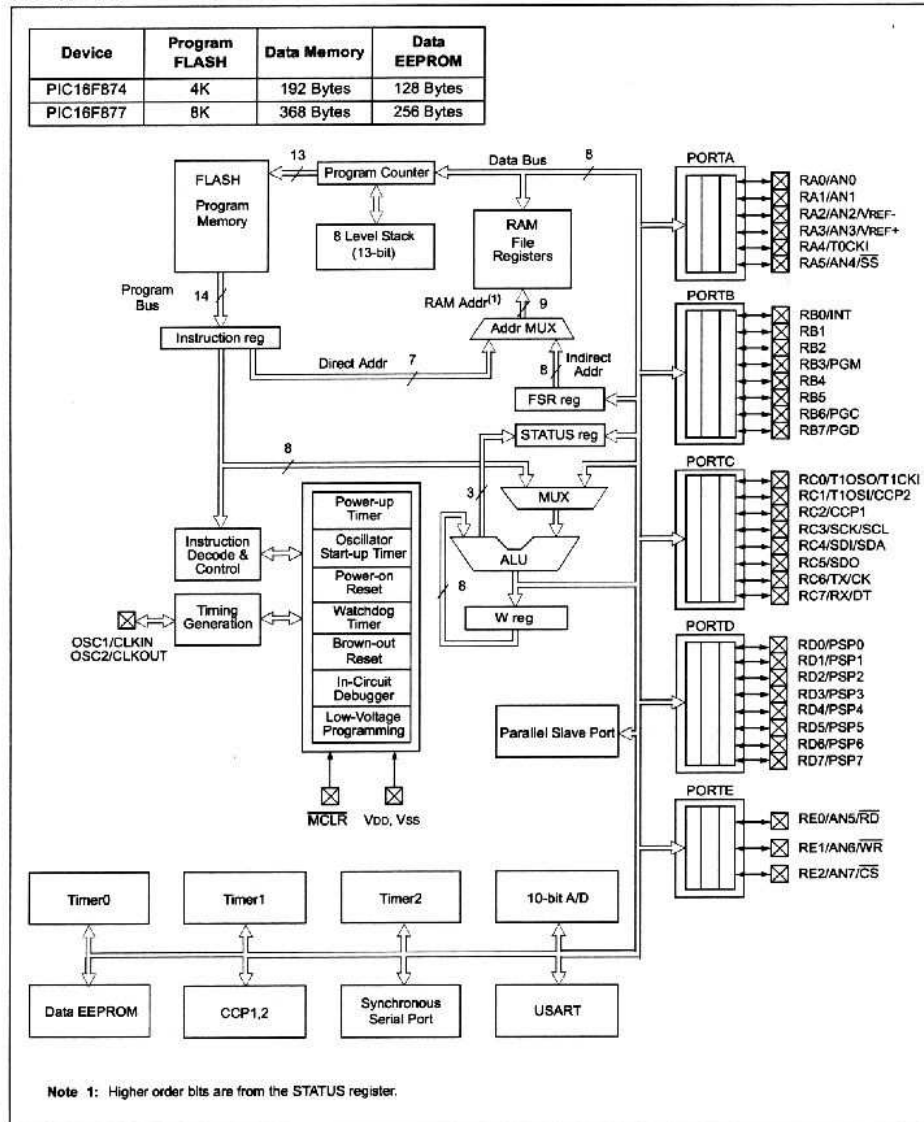 Device Program FLASH Data Memory Data EEPROM
PIC16F874 4K 192 Bytes 128 Bytes
PIC16F877 8K 368 Bytes 256 Bytes
FLASH
Program
Memory
13
Program Counter
8 Level Stack
(13-bit)
Data Bus
8
RAM
File
Registers
Program
Bus
14
RAM Addr(1)
9
Addr MUX
Instruction reg
Direct Addr
7
8
Indirect
Addr
FSR reg
STATUS reg
8
3
MUX
ALU
8
W reg
Power-up
Timer
Oscillator
Start-up Timer
Power-on
Reset
Watchdog
Timer
Brown-out
Reset
In-Circuit
Debugger
Low-Voltage
Programming
Instruction
Decode &
Control
Timing
Generation
OSC1/CLKIN
OSC2/CLKOUT
MCLR
VDD, VSS
Parallel Slave Port
PORTA
RA0/AN0
RA1/AN1
RA2/AN2/VREF-
RA3/AN3/VREF+
RA4/T0CKI
RA5/AN4/SS
PORTB
RB0/INT
RB1
RB2
RB3/PGM
RB4
RB5
RB6/PGC
RB7/PGD
PORTC
RC0/T1OSO/T1CKI
RC1/T1OSI/CCP2
RC2/CCP1
RC3/SCK/SCL
RC4/SDI/SDA
RC5/SDO
RC6/TX/CK
RC7/RX/DT
PORTD
RD0/PSP0
RD1/PSP1
RD2/PSP2
RD3/PSP3
RD4/PSP4
RD5/PSP5
RD6/PSP6
RD7/PSP7
PORTE
RE0/AN5/RD
RE1/AN6/WR
RE2/AN7/CS
Timer0
Timer1
Timer2
10-bit A/D
Data EEPROM
CCP1,2
Synchronous
Serial Port
USART
Note 1: Higher order bits are from the STATUS register.